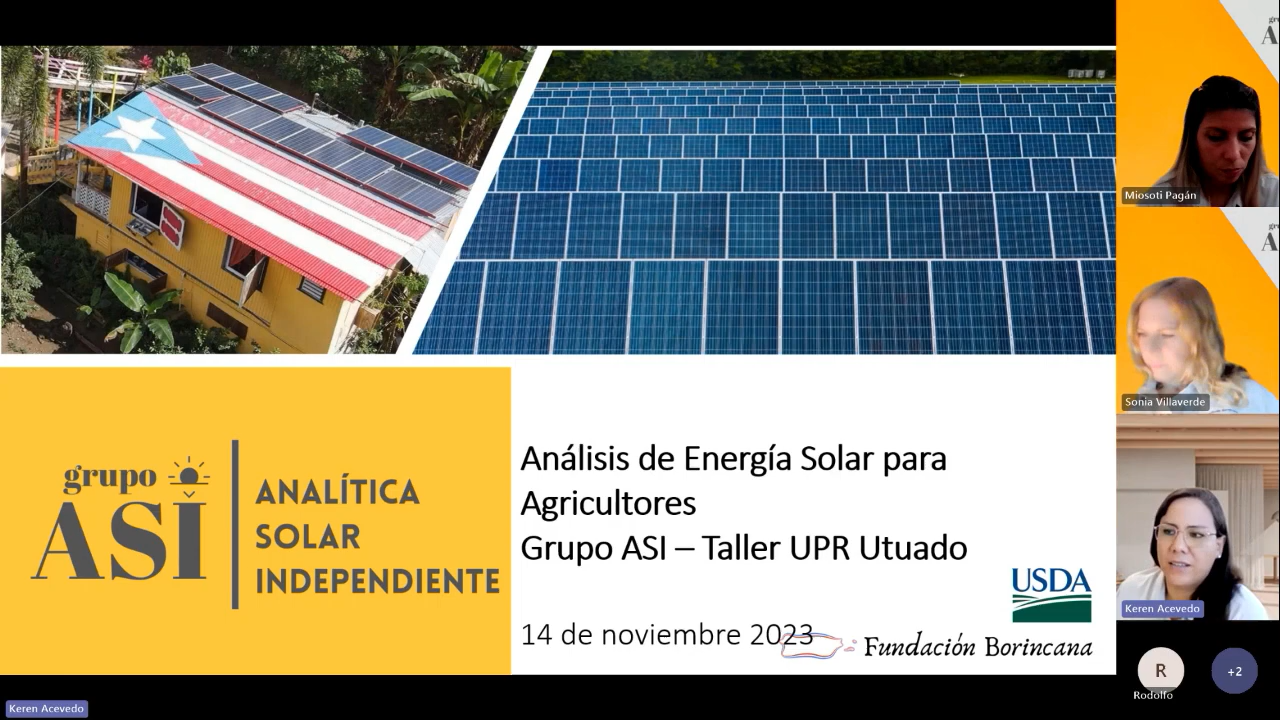 grupo
ASI
ANALÍTICA
SOLAR
INDEPENDIENTE
Análisis de Energía Solar para
Agricultores
Grupo ASI – Taller UPR Utuado
14 de noviembre 2023
USDA
Fundación Borincana
Miosoti Pagán
Sonia Villaverde
Keren Acevedo
R
Rodolfo
+2
Keren Acevedo